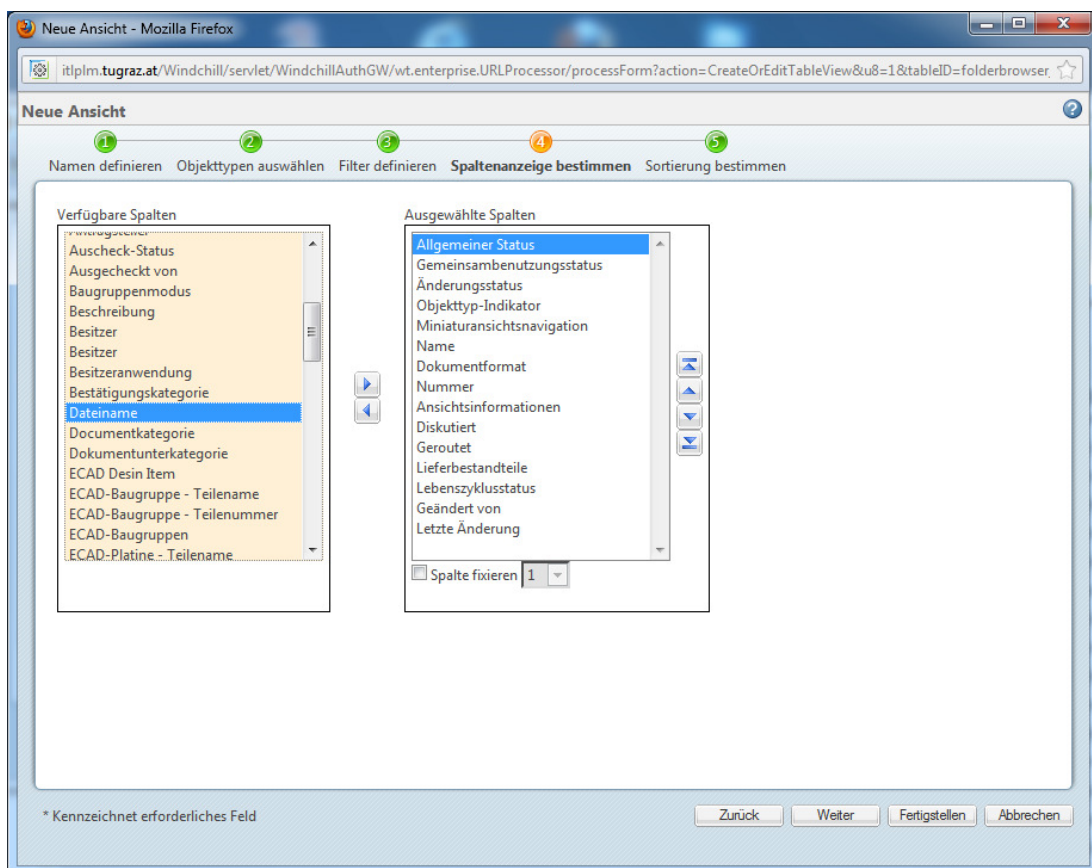 Neue Ansicht - Mozilla Firefox
itlplm.tugraz.at/Windchill/servlet/WindchillAuthGW/wt.enterprise.URLProcessor/processForm?action=CreateOrEditTableView&u8=1&tableID=folderbrowser_
Neue Ansicht
1 2 3 4 5
Namen definieren Objekttypen auswählen Filter definieren Spaltenanzeige bestimmen Sortierung bestimmen
Verfügbare Spalten
Antragsteller
Auscheck-Status
Ausgecheckt von
Baugruppenmodus
Beschreibung
Besitzer
Besitzer
Besitzeranwendung
Bestätigungskategorie
Dateiname
Documentkategorie
Dokumentunterkategorie
ECAD Desin Item
ECAD-Baugruppe - Teilename
ECAD-Baugruppe - Teilenummer
ECAD-Baugruppen
ECAD-Platine - Teilename
Ausgewählte Spalten
Allgemeiner Status
Gemeinsambenutzungsstatus
Änderungsstatus
Objekttyp-Indikator
Miniaturansichtsnavigation
Name
Dokumentformat
Nummer
Ansichtsinformationen
Diskutiert
Geroutet
Lieferbestandteile
Lebenszyklusstatus
Geändert von
Letzte Änderung
Spalte fixieren 1
* Kennzeichnet erforderliches Feld
Zurück Weiter Fertigstellen Abbrechen